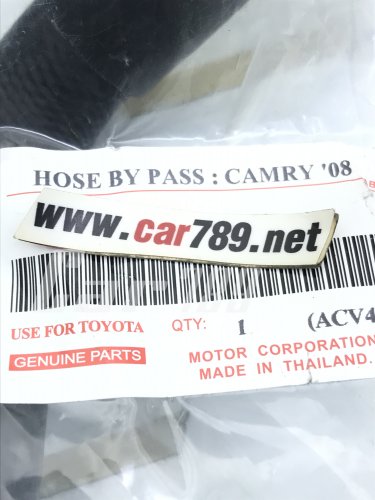 HOSE BY PASS : CAMRY '08
www.car789.net
USE FOR TOYOTA
QTY: 1 (ACV4
GENUINE PARTS
MOTOR CORPORATION
MADE IN THAILAND.